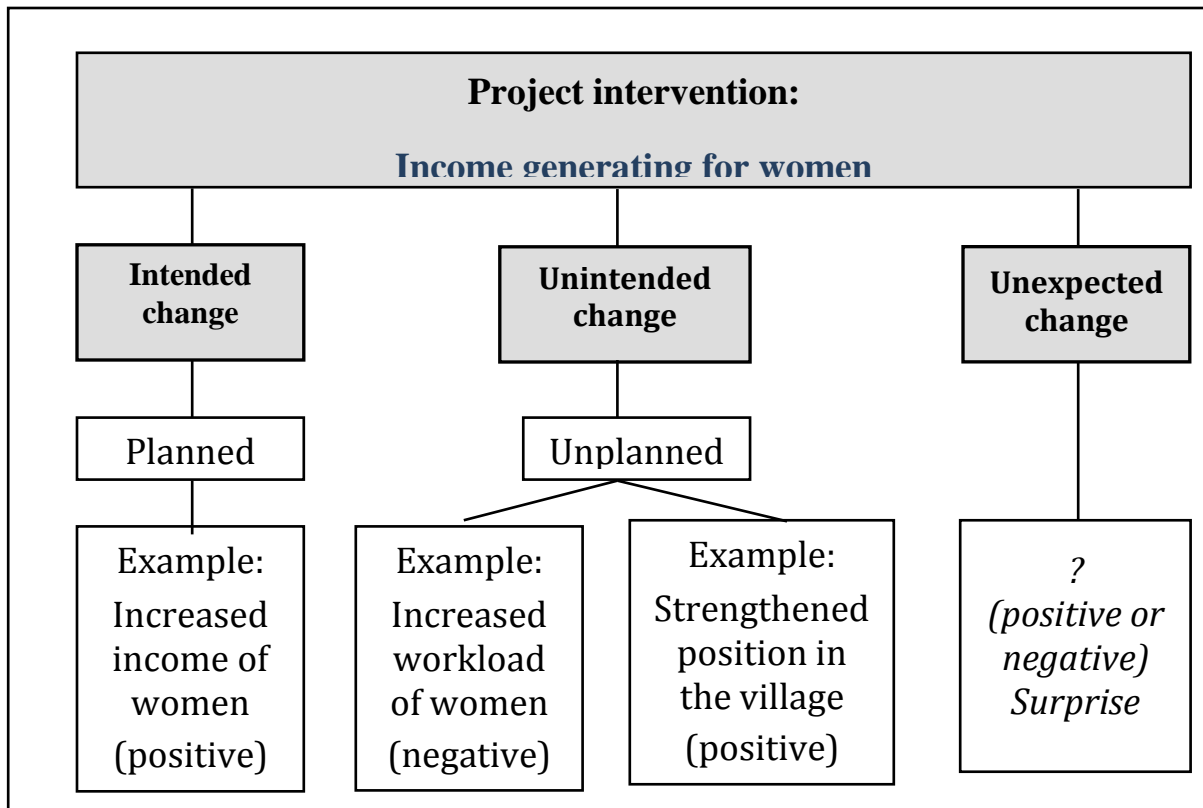 Project intervention:
Income generating for women
Intended
change
Unintended
change
Unexpected
change
Planned
Unplanned
Example:
Increased
income of
women
(positive)
Example:
Increased
workload
of women
(negative)
Example:
Strengthened
position in
the village
(positive)
?
(positive or
negative)
Surprise